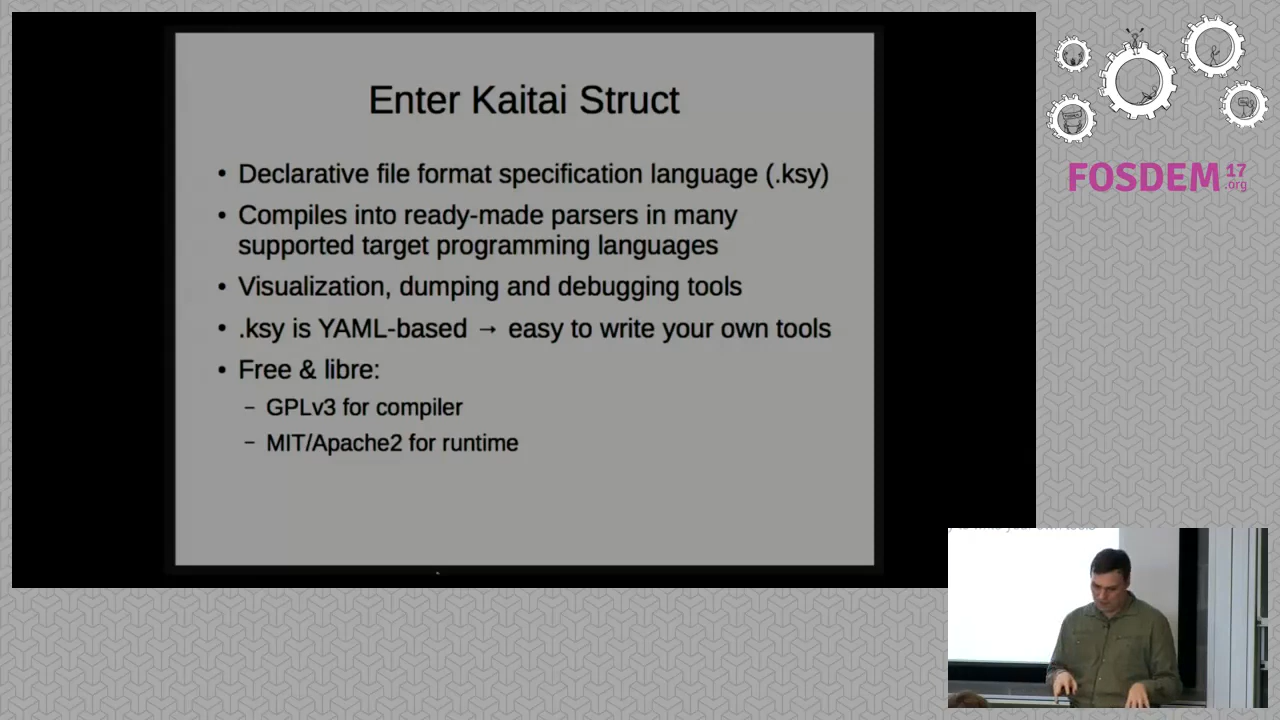 Enter Kaitai Struct
• Declarative file format specification language (.ksy)
• Compiles into ready-made parsers in many
supported target programming languages
• Visualization, dumping and debugging tools
• .ksy is YAML-based → easy to write your own tools
• Free & libre:
– GPLv3 for compiler
– MIT/Apache2 for runtime
FOSDEM 17
.org